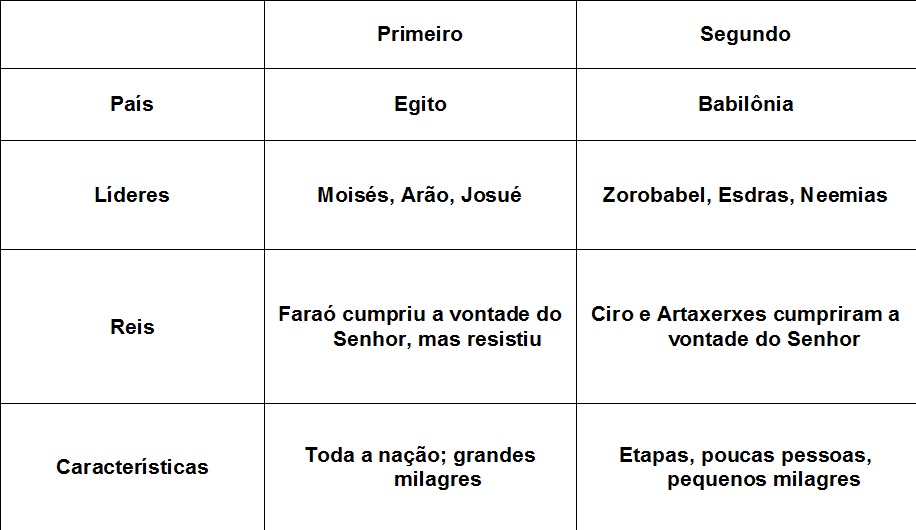 Primeiro Segundo
País Egito Babilônia
Líderes Moisés, Arão, Josué Zorobabel, Esdras, Neemias
Reis
Faraó cumpriu a vontade do
Senhor, mas resistiu
Ciro e Artaxerxes cumpriram a
vontade do Senhor
Características
Toda a nação; grandes
milagres
Etapas, poucas pessoas,
pequenos milagres